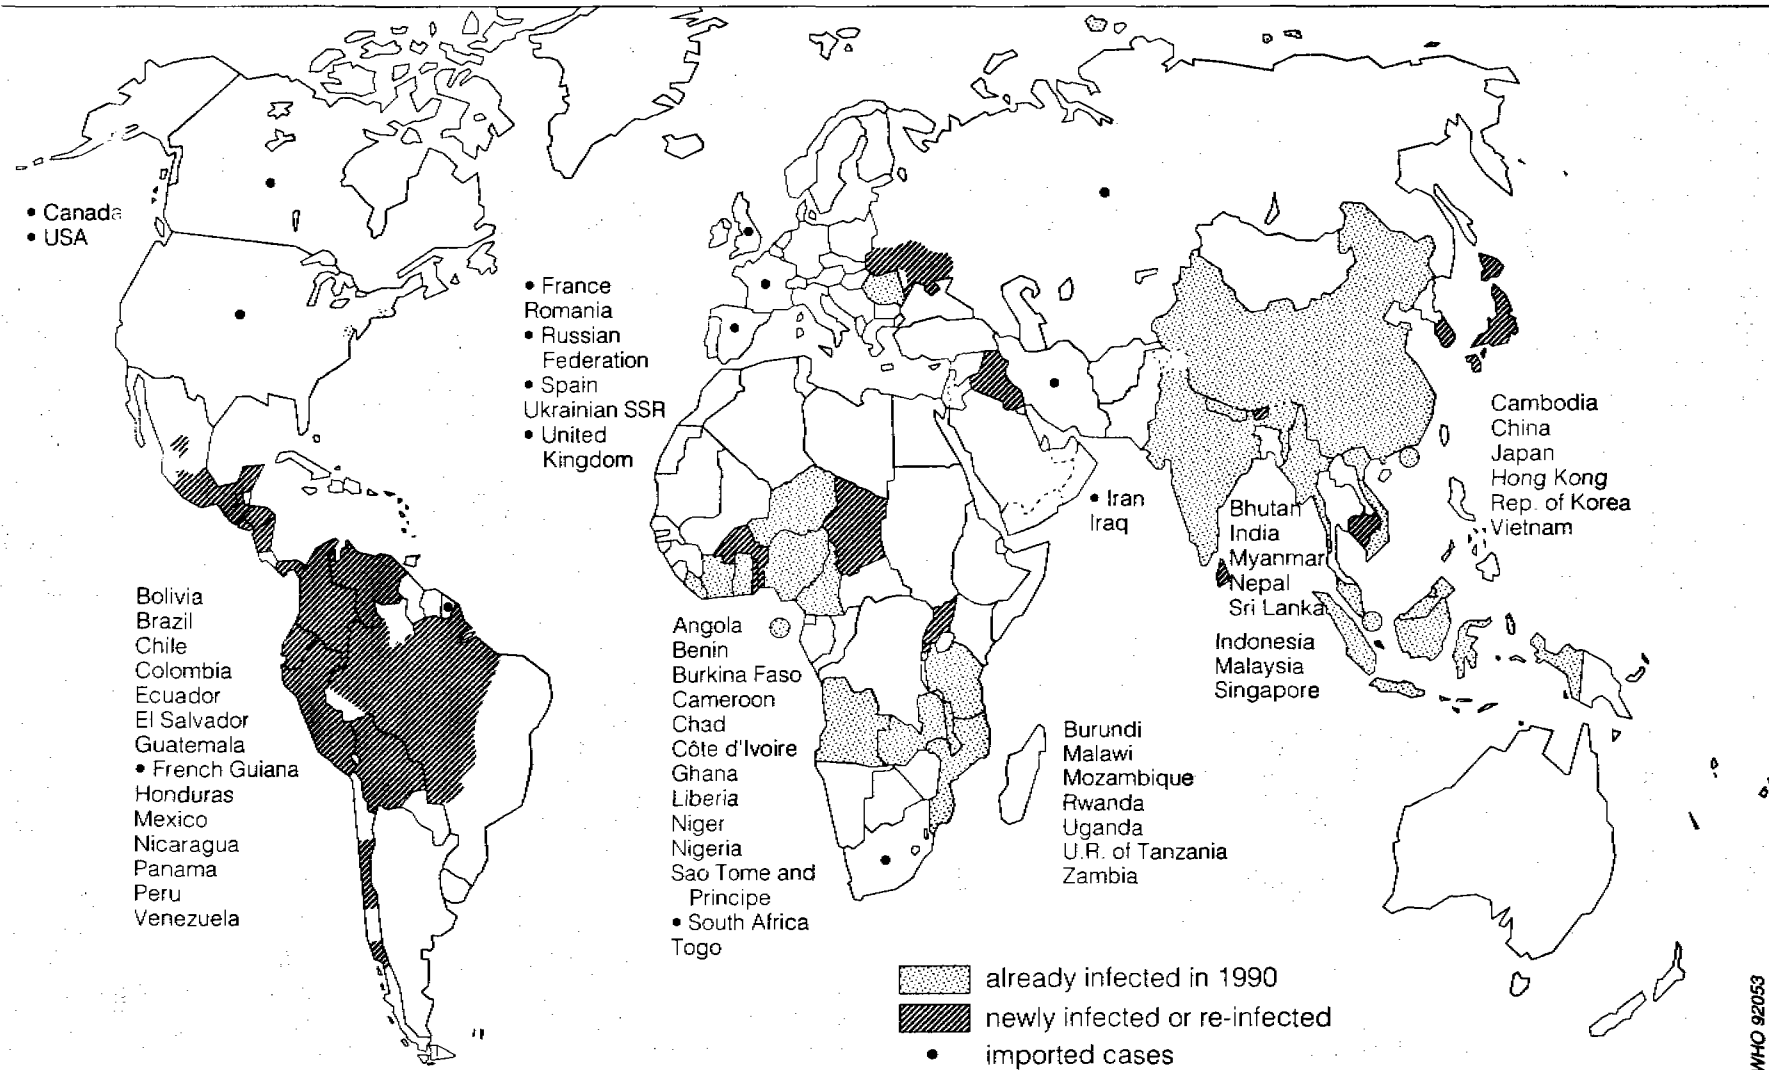 • Canada
• USA
• France
Romania
• Russian
Federation
• Spain
Ukrainian SSR
• United
Kingdom
• Iran
Iraq
Cambodia
China
Japan
Hong Kong
Rep. of Korea
Vietnam
Bhutan
India
Myanmar
Nepal
Sri Lanka
Indonesia
Malaysia
Singapore
Bolivia
Brazil
Chile
Colombia
Ecuador
El Salvador
Guatemala
• French Guiana
Honduras
Mexico
Nicaragua
Panama
Peru
Venezuela
Angola
Benin
Burkina Faso
Cameroon
Chad
Côte d'Ivoire
Ghana
Liberia
Niger
Nigeria
Sao Tome and
Principe
• South Africa
Togo
Burundi
Malawi
Mozambique
Rwanda
Uganda
U.R. of Tanzania
Zambia
already infected in 1990
newly infected or re-infected
• imported cases
WHO 92053